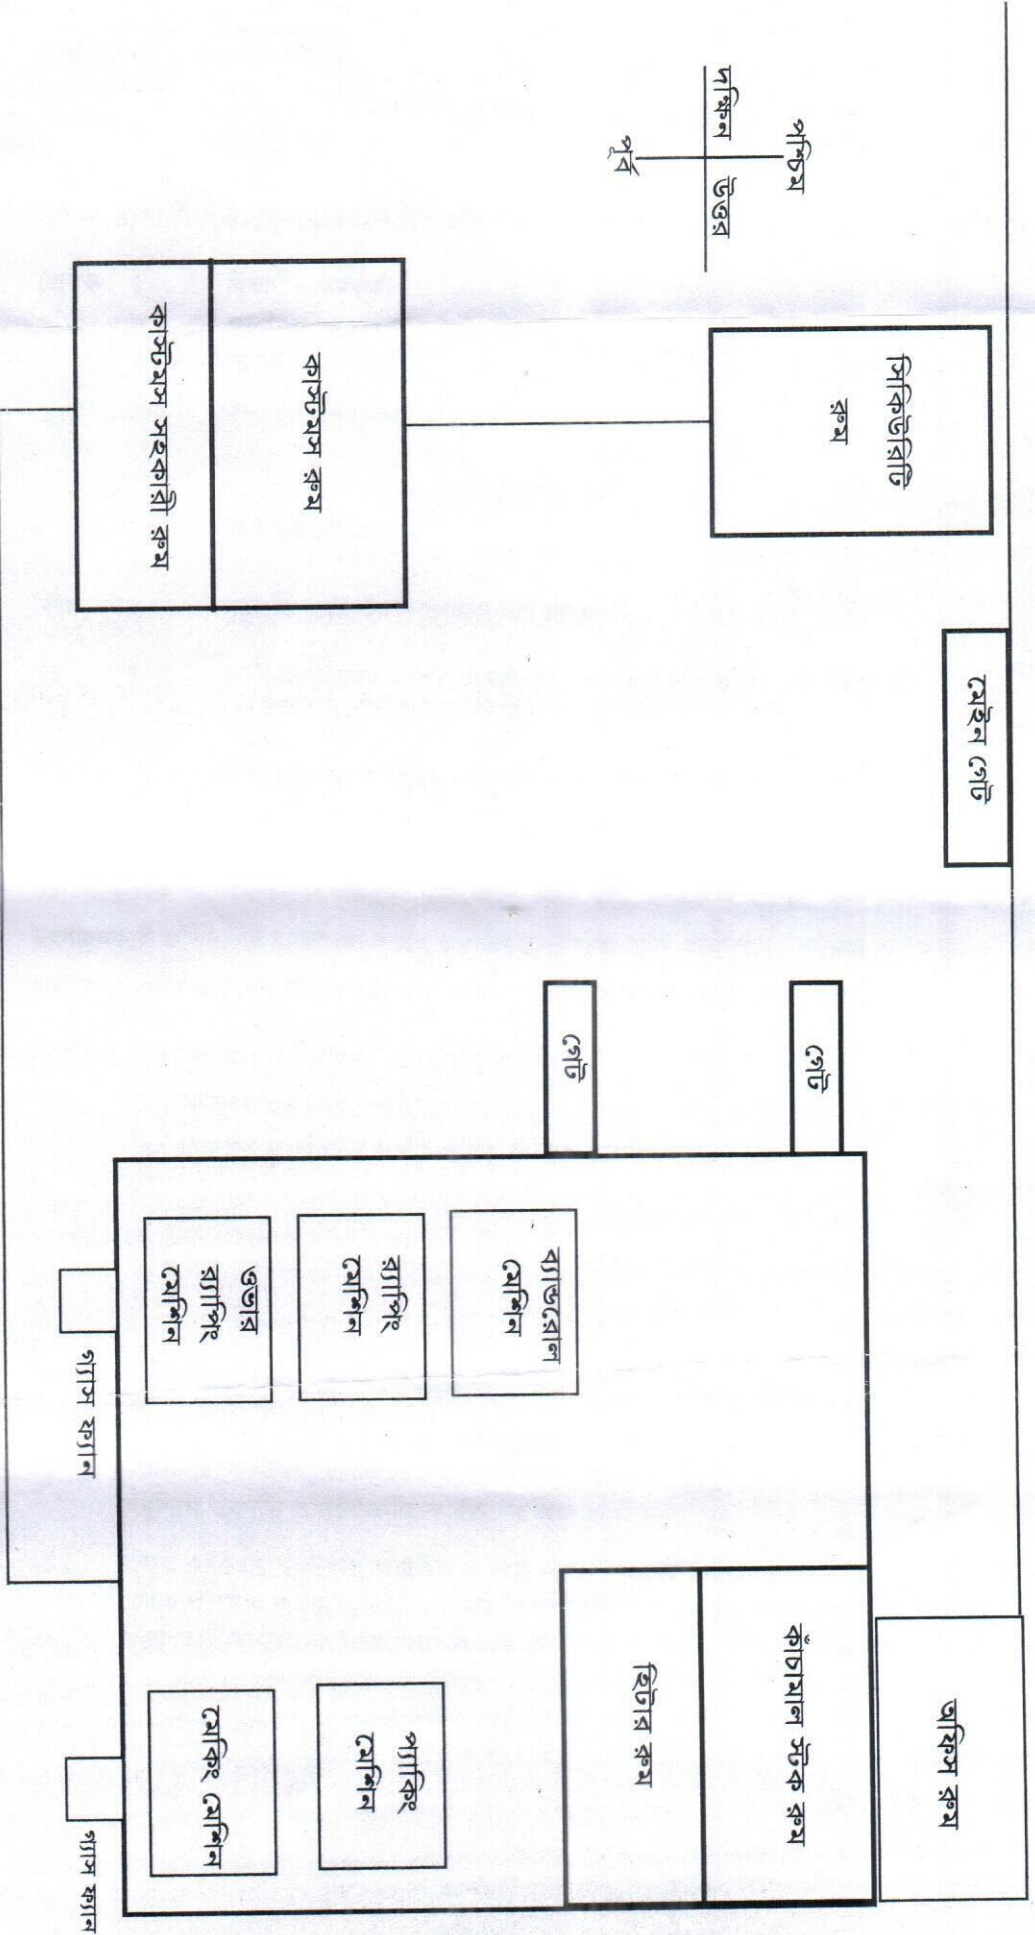 পশ্চিম
দক্ষিন উত্তর
পূর্ব
সিকিউরিটি
রুম
মেইন গেট
কাস্টমস রুম
কাস্টমস সহকারী রুম
গেট
গেট
অফিস রুম
কাঁচামাল স্টক রুম
হিটার রুম
ব্যান্ডরোল
মেশিন
র‍্যাপিং
মেশিন
ওভার
র‍্যাপিং
মেশিন
প্যাকিং
মেশিন
মেকিং মেশিন
গ্যাস ফ্যান
গ্যাস ফ্যান